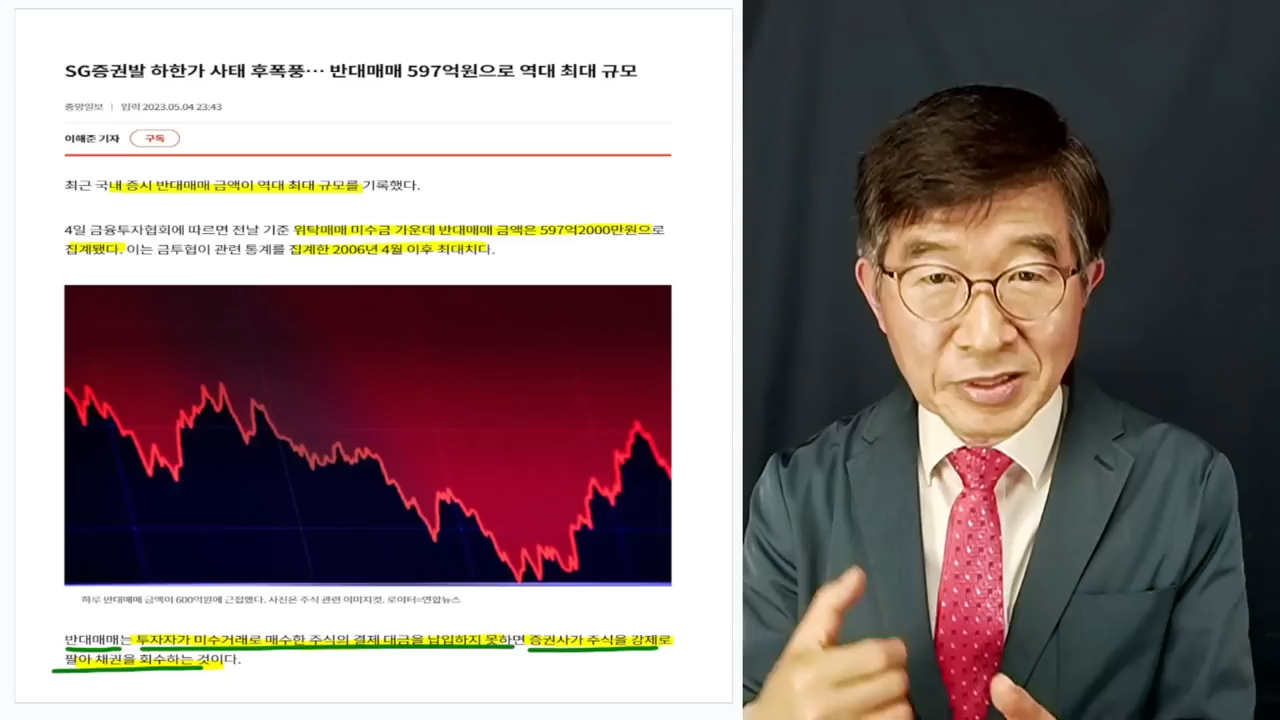 SG증권발 하한가 사태 후폭풍… 반대매매 597억원으로 역대 최대 규모
중앙일보 | 입력 2023.05.04 23:43
이해준 기자 구독
최근 국내 증시 반대매매 금액이 역대 최대 규모를 기록했다.
4일 금융투자협회에 따르면 전날 기준 위탁매매 미수금 가운데 반대매매 금액은 597억2000만원으로
집계됐다. 이는 금투협이 관련 통계를 집계한 2006년 4월 이후 최대치다.
하루 반대매매 금액이 600억원에 근접했다. 사진은 주식 관련 이미지컷. 로이터=연합뉴스
반대매매는 투자자가 미수거래로 매수한 주식의 결제 대금을 납입하지 못하면 증권사가 주식을 강제로
팔아 채권을 회수하는 것이다.